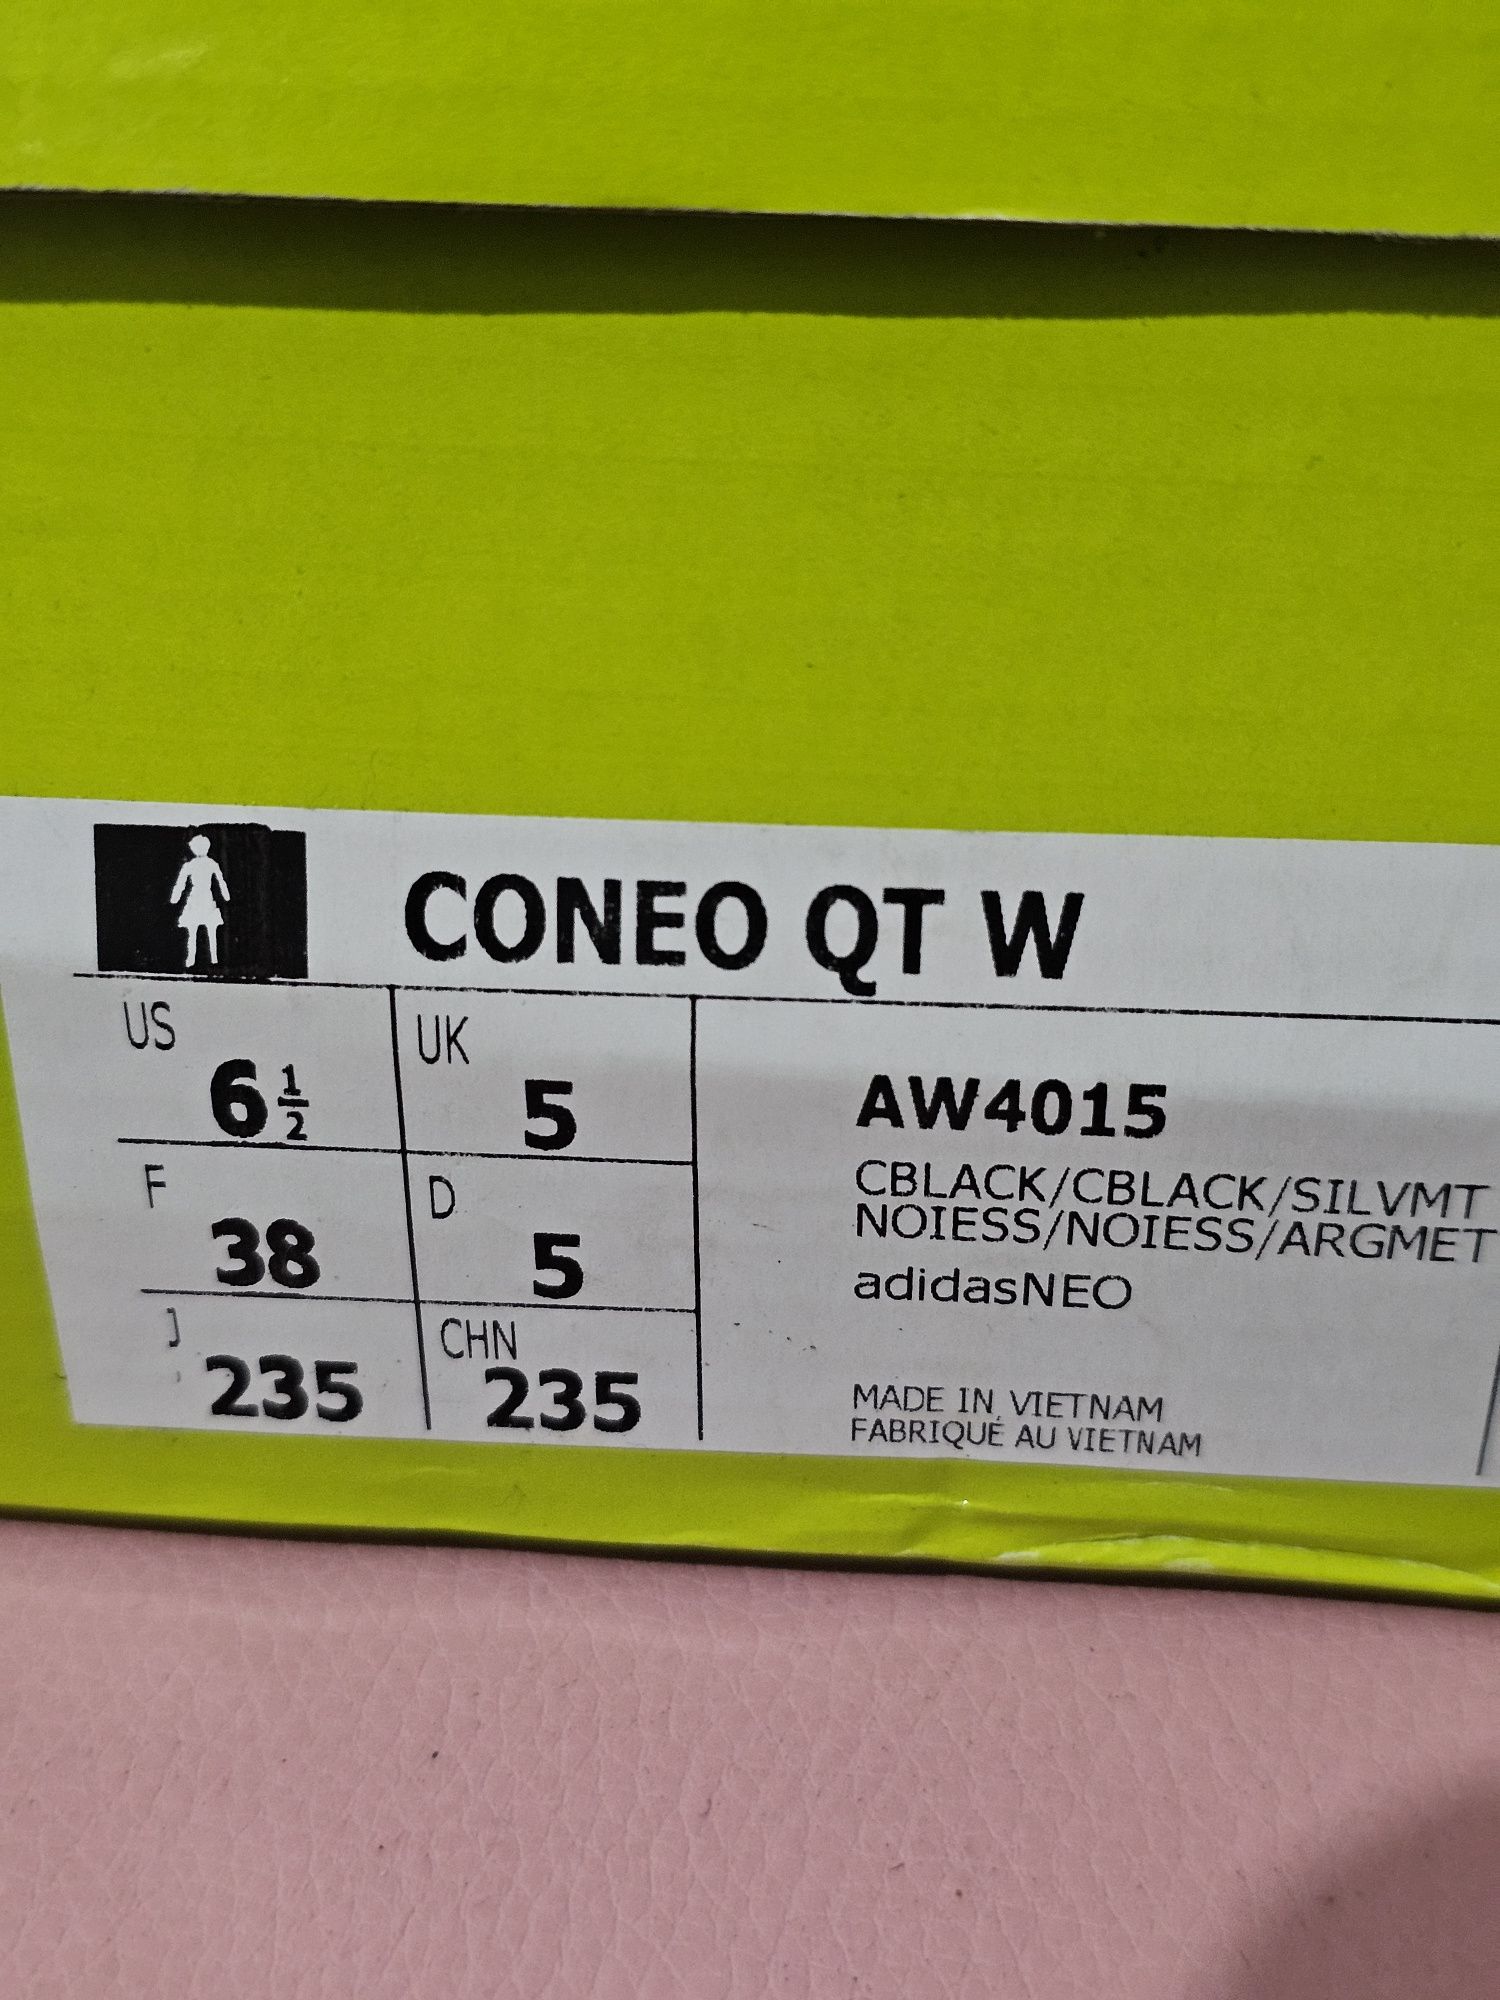 CONEO QT W
US 6½
UK 5
F 38
D 5
J 235
CHN 235
AW4015
CBLACK/CBLACK/SILVMT
NOIESS/NOIESS/ARGMET
adidasNEO
MADE IN VIETNAM
FABRIQUÉ AU VIETNAM